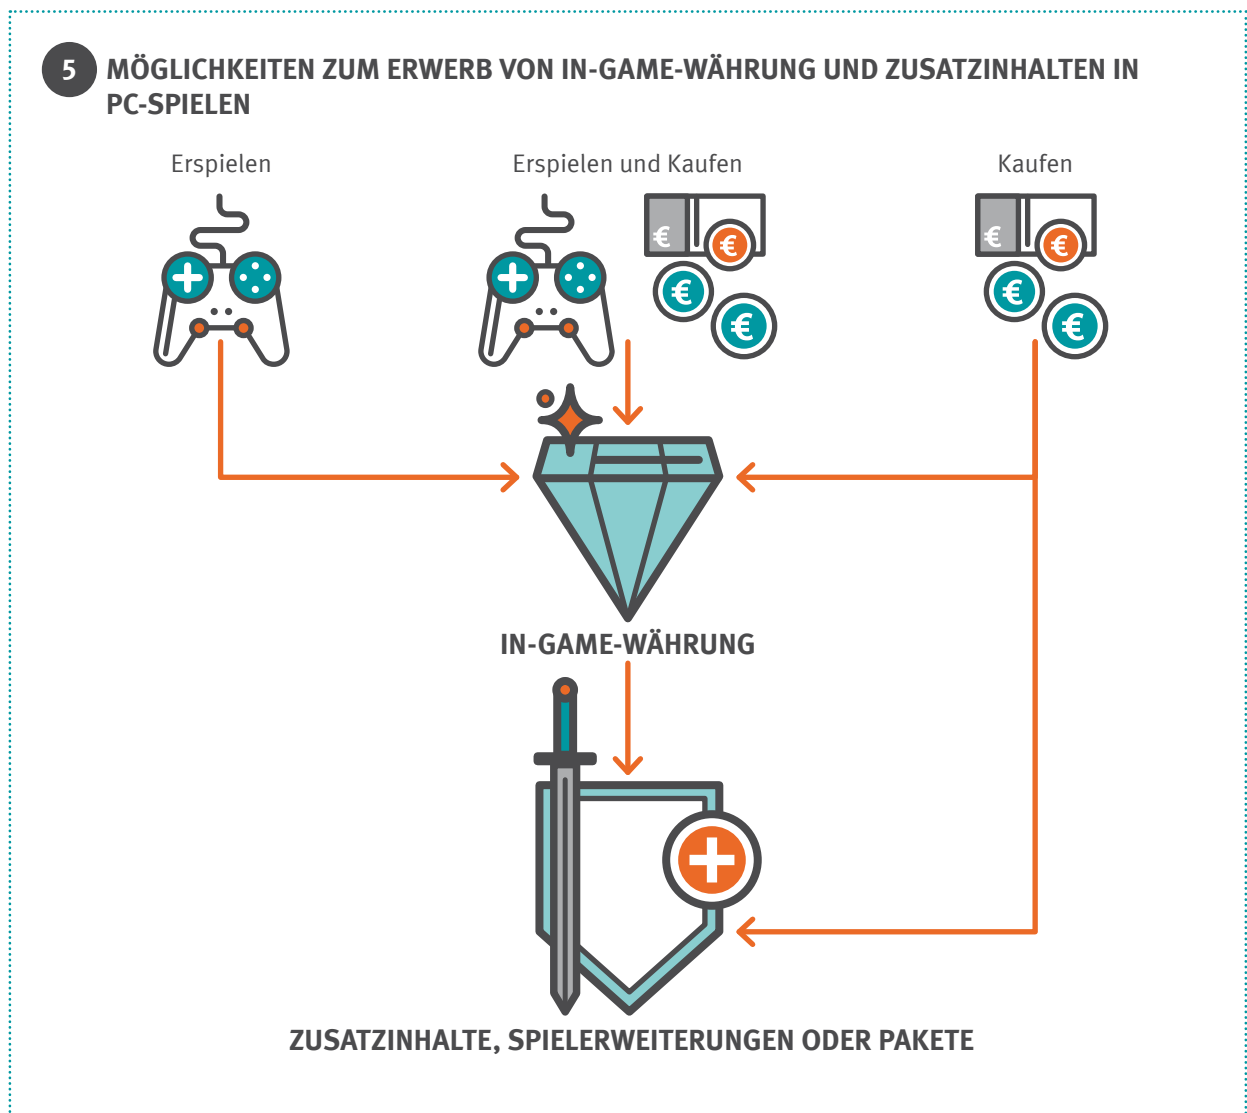 5
MÖGLICHKEITEN ZUM ERWERB VON IN-GAME-WÄHRUNG UND ZUSATZINHALTEN IN
PC-SPIELEN
Erspielen
Erspielen und Kaufen
Kaufen
€ €
€
€
€ €
€
€
IN-GAME-WÄHRUNG
ZUSATZINHALTE, SPIELERWEITERUNGEN ODER PAKETE